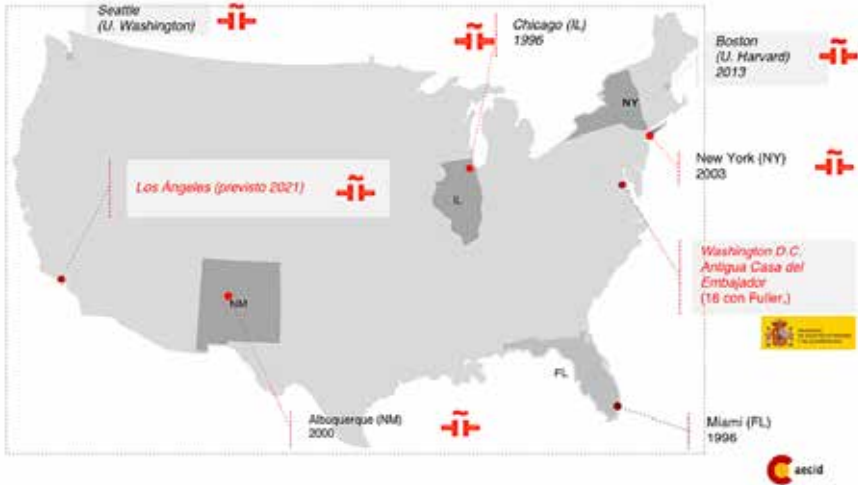 Seattle
(U. Washington)
Chicago (IL)
1996
Boston
(U. Harvard)
2013
NY
New York (NY)
2003
Los Ángeles (previsto 2021)
IL
Washington D.C.
Antigua Casa del
Embajador
(16 con Fuller,)
NM
FL
Albuquerque (NM)
2000
Miami (FL)
1996
aecid